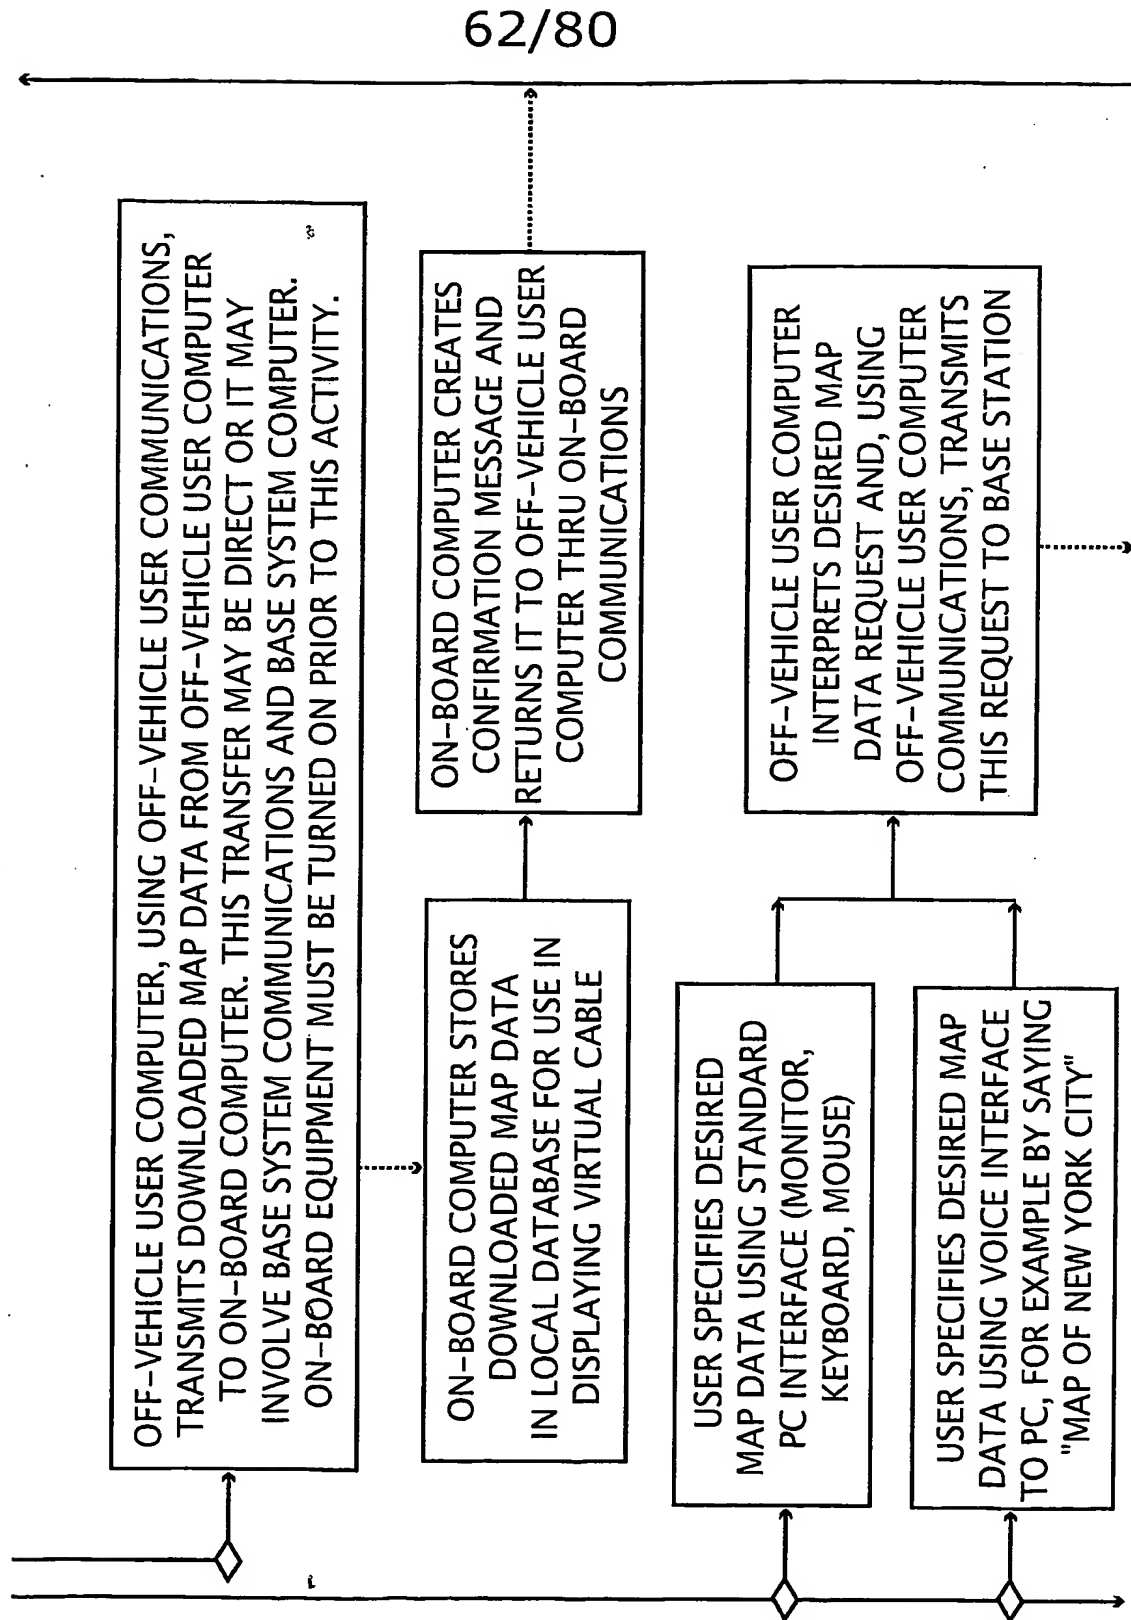 62/80
OFF-VEHICLE USER COMPUTER, USING OFF-VEHICLE USER COMMUNICATIONS,
TRANSMITS DOWNLOADED MAP DATA FROM OFF-VEHICLE USER COMPUTER
TO ON-BOARD COMPUTER. THIS TRANSFER MAY BE DIRECT OR IT MAY
INVOLVE BASE SYSTEM COMMUNICATIONS AND BASE SYSTEM COMPUTER.
ON-BOARD EQUIPMENT MUST BE TURNED ON PRIOR TO THIS ACTIVITY.
ON-BOARD COMPUTER STORES
DOWNLOADED MAP DATA
IN LOCAL DATABASE FOR USE IN
DISPLAYING VIRTUAL CABLE
ON-BOARD COMPUTER CREATES
CONFIRMATION MESSAGE AND
RETURNS IT TO OFF-VEHICLE USER
COMPUTER THRU ON-BOARD
COMMUNICATIONS
USER SPECIFIES DESIRED
MAP DATA USING STANDARD
PC INTERFACE (MONITOR,
KEYBOARD, MOUSE)
USER SPECIFIES DESIRED MAP
DATA USING VOICE INTERFACE
TO PC, FOR EXAMPLE BY SAYING
"MAP OF NEW YORK CITY"
OFF-VEHICLE USER COMPUTER
INTERPRETS DESIRED MAP
DATA REQUEST AND, USING
OFF-VEHICLE USER COMPUTER
COMMUNICATIONS, TRANSMITS
THIS REQUEST TO BASE STATION